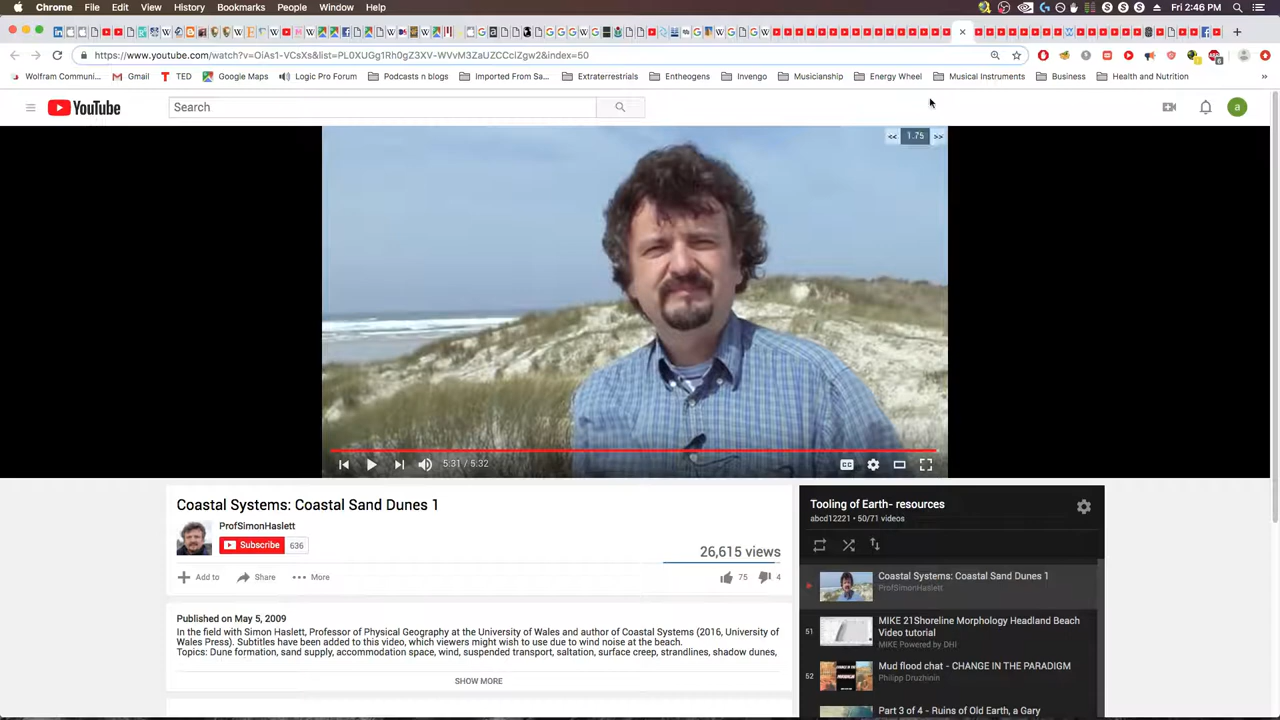 Chrome File Edit View History Bookmarks People Window Help Fri 2:46 PM
https://www.youtube.com/watch?v=OiAs1-VCsXs&list=PL0XUGg1Rh0gZ3XV-WVvM3ZaUZCCclZgw2&index=50
Wolfram Communi... Gmail TED Google Maps Logic Pro Forum Podcasts n blogs Imported From Sa... Extraterrestrials Entheogens Invengo Musicianship Energy Wheel Musical Instruments Business Health and Nutrition »
YouTube Search a
<< 1.75 >>
5:31 / 5:32 CC
Coastal Systems: Coastal Sand Dunes 1
ProfSimonHaslett
Subscribe 636
26,615 views
Add to Share More 75 4
Published on May 5, 2009
In the field with Simon Haslett, Professor of Physical Geography at the University of Wales and author of Coastal Systems (2016, University of
Wales Press). Subtitles have been added to this video, which viewers might wish to use due to wind noise at the beach.
Topics: Dune formation, sand supply, accommodation space, wind, suspended transport, saltation, surface creep, strandlines, shadow dunes,
SHOW MORE
Tooling of Earth- resources
abcd12221 • 50/71 videos
Coastal Systems: Coastal Sand Dunes 1
ProfSimonHaslett
51 MIKE 21Shoreline Morphology Headland Beach
Video tutorial
MIKE Powered by DHI
52 Mud flood chat - CHANGE IN THE PARADIGM
Philipp Druzhinin
Part 3 of 4 - Ruins of Old Earth, a Gary